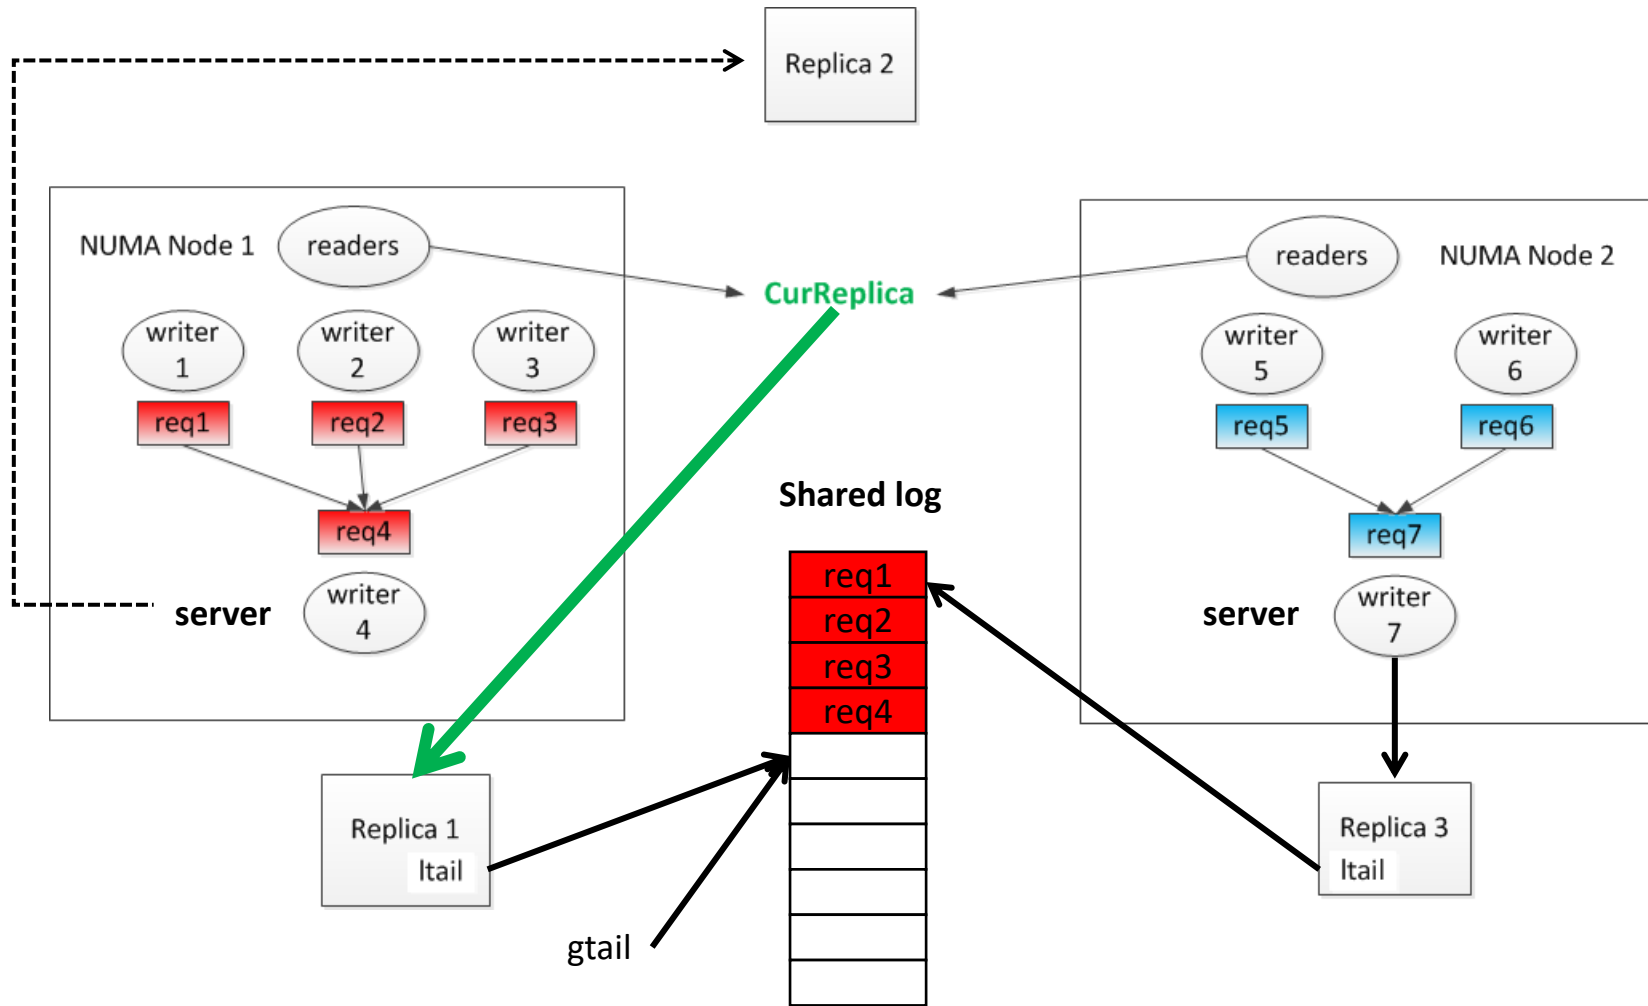 Replica 2
NUMA Node 1
readers
readers
NUMA Node 2
CurReplica
writer
1
writer
2
writer
3
writer
5
writer
6
req1
req2
req3
req5
req6
Shared log
req4
req7
req1
req2
req3
req4
server
writer
4
server
writer
7
Replica 1
ltail
Replica 3
ltail
gtail